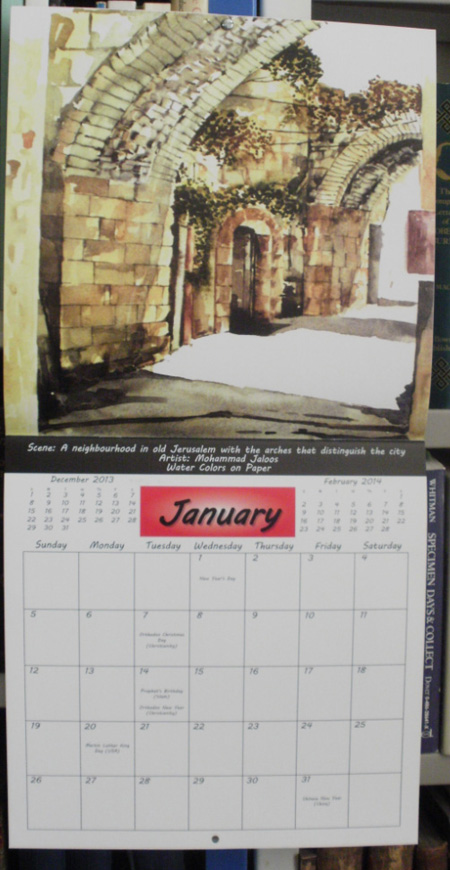 Scene: A neighbourhood in old Jerusalem with the arches that distinguish the city
Artist: Mohammad Jaloos
Water Colors on Paper
December 2013
1 2 3 4 5 6 7
8 9 10 11 12 13 14
15 16 17 18 19 20 21
22 23 24 25 26 27 28
29 30 31
January
February 2014
1
2 3 4 5 6 7 8
9 10 11 12 13 14 15
16 17 18 19 20 21 22
23 24 25 26 27 28
Sunday Monday Tuesday Wednesday Thursday Friday Saturday
1 2 3 4
New Year's Day
5 6 7 8 9 10 11
Orthodox Christmas
Day
(Christianity)
12 13 14 15 16 17 18
Prophet's Birthday
(Islam)
Orthodox New Year
(Christianity)
19 20 21 22 23 24 25
Martin Luther King
Day (USA)
26 27 28 29 30 31
Chinese New Year
WHITMAN SPECIMEN DAYS & COLLECT